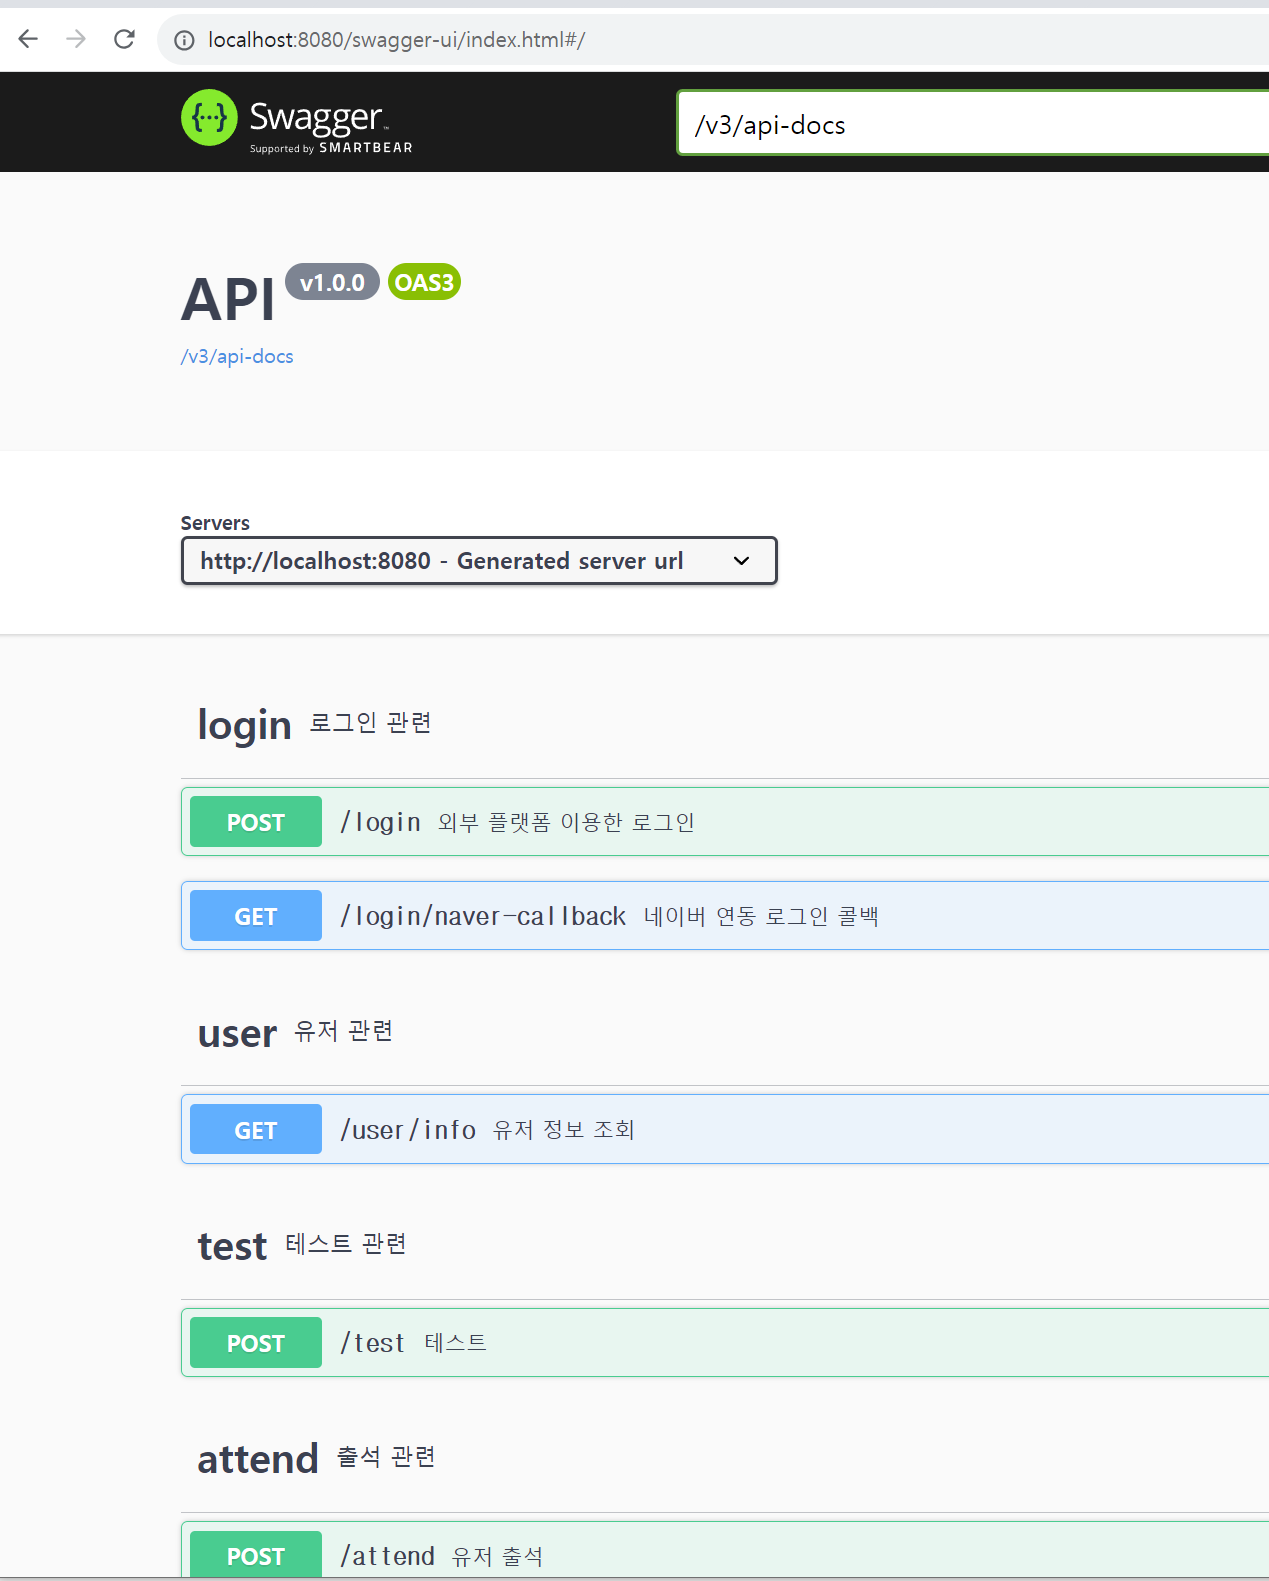 localhost:8080/swagger-ui/index.html#/
{···} Swagger™
Supported by SMARTBEAR
/v3/api-docs
API v1.0.0 OAS3
/v3/api-docs
Servers
http://localhost:8080 - Generated server url
login 로그인 관련
POST /login 외부 플랫폼 이용한 로그인
GET /login/naver-callback 네이버 연동 로그인 콜백
user 유저 관련
GET /user/info 유저 정보 조회
test 테스트 관련
POST /test 테스트
attend 출석 관련
POST /attend 유저 출석